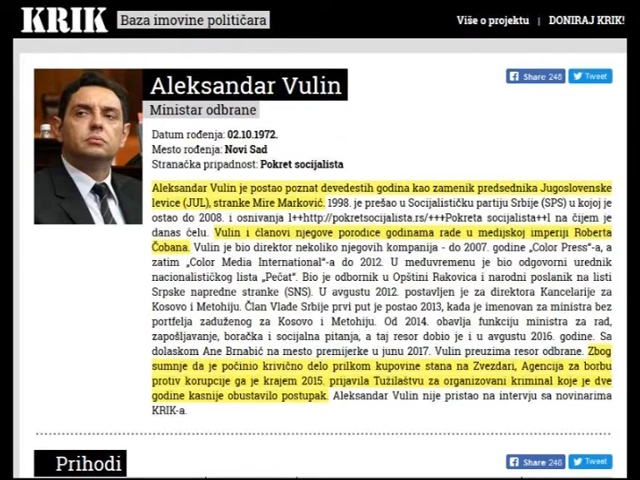 KRIK Baza imovine političara
Više o projektu | DONIRAJ KRIK!
Aleksandar Vulin
Share 248 Tweet
Ministar odbrane
Datum rođenja: 02.10.1972.
Mesto rođenja: Novi Sad
Stranačka pripadnost: Pokret socijalista
Aleksandar Vulin je postao poznat devedestih godina kao zamenik predsednika Jugoslovenske
levice (JUL), stranke Mire Marković. 1998. je prešao u Socijalističku partiju Srbije (SPS) u kojoj je
ostao do 2008. i osnivanja l++http://pokretsocijalista.rs/+++Pokreta socijalista++l na čijem je
danas čelu. Vulin i članovi njegove porodice godinama rade u medijskoj imperiji Roberta
Čobana. Vulin je bio direktor nekoliko njegovih kompanija - do 2007. godine „Color Press“-a, a
zatim „Color Media International“-a do 2012. U međuvremenu je bio odgovorni urednik
nacionalističkog lista „Pečat“. Bio je odbornik u Opštini Rakovica i narodni poslanik na listi
Srpske napredne stranke (SNS). U avgustu 2012. postavljen je za direktora Kancelarije za
Kosovo i Metohiju. Član Vlade Srbije prvi put je postao 2013, kada je imenovan za ministra bez
portfelja zaduženog za Kosovo i Metohiju. Od 2014. obavlja funkciju ministra za rad,
zapošljavanje, boračka i socijalna pitanja, a taj resor dobio je i u avgustu 2016. godine. Sa
dolaskom Ane Brnabić na mesto premijerke u junu 2017. Vulin preuzima resor odbrane. Zbog
sumnje da je počinio krivično delo prilkom kupovine stana na Zvezdari, Agencija za borbu
protiv korupcije ga je krajem 2015. prijavila Tužilaštvu za organizovani kriminal koje je dve
godine kasnije obustavilo postupak. Aleksandar Vulin nije pristao na intervju sa novinarima
KRIK-a.
Prihodi
Share 248 Tweet